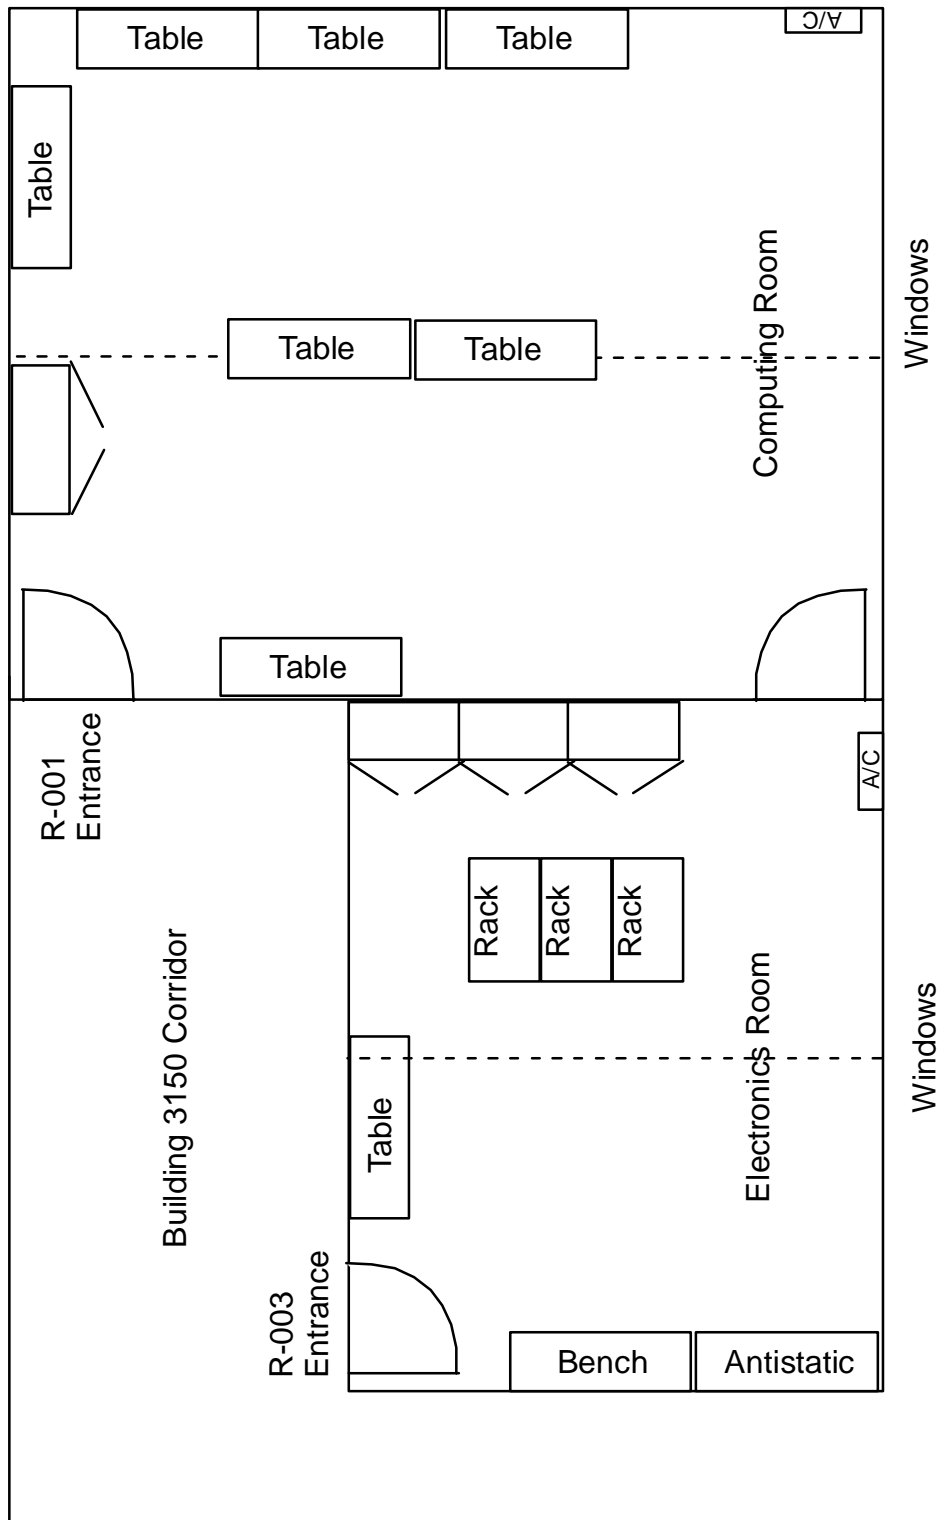 Table
Table
Table
A/C
Table
Table
Table
Computing Room
Windows
Table
R-001
Entrance
A/C
Rack
Rack
Rack
Building 3150 Corridor
Electronics Room
Windows
Table
R-003
Entrance
Bench
Antistatic